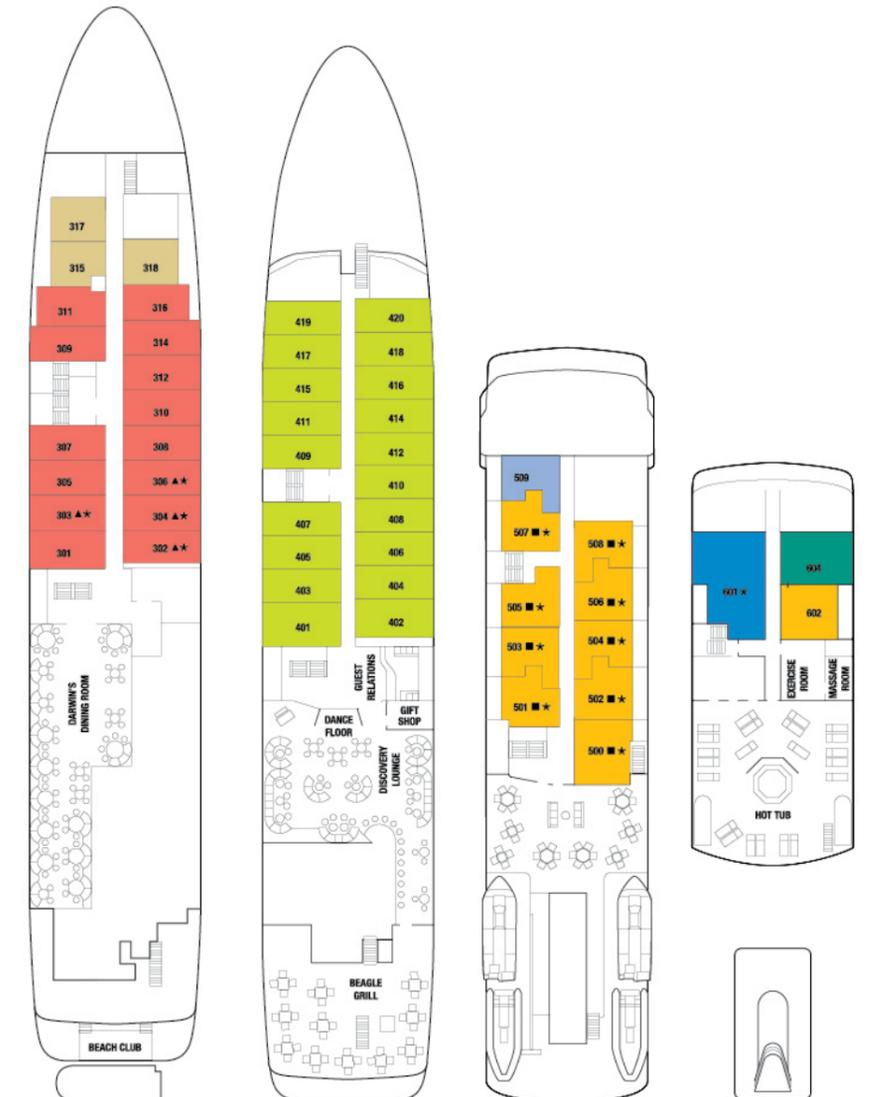 317
315
318
311
316
309
314
312
310
307
308
305
306 ▲★
303 ▲★
304 ▲★
301
302 ▲★
DARWIN'S
DINING ROOM
BEACH CLUB
419
420
417
418
415
416
411
414
409
412
410
407
408
405
406
403
404
401
402
GUEST
RELATIONS
GIFT
SHOP
DANCE
FLOOR
DISCOVERY
LOUNGE
BEAGLE
GRILL
509
507 ■ ★
508 ■ ★
505 ■ ★
506 ■ ★
503 ■ ★
504 ■ ★
501 ■ ★
502 ■ ★
500 ■ ★
601 ★
604
602
EXERCISE
ROOM
MASSAGE
ROOM
HOT TUB